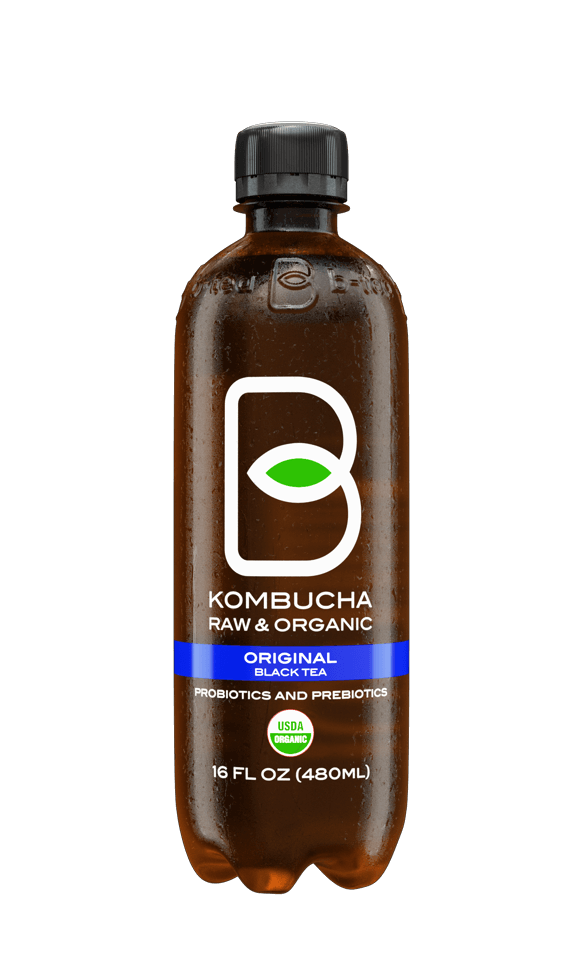 B
KOMBUCHA
RAW & ORGANIC
ORIGINAL
BLACK TEA
PROBIOTICS AND PREBIOTICS
USDA
ORGANIC
16 FL OZ (480ML)